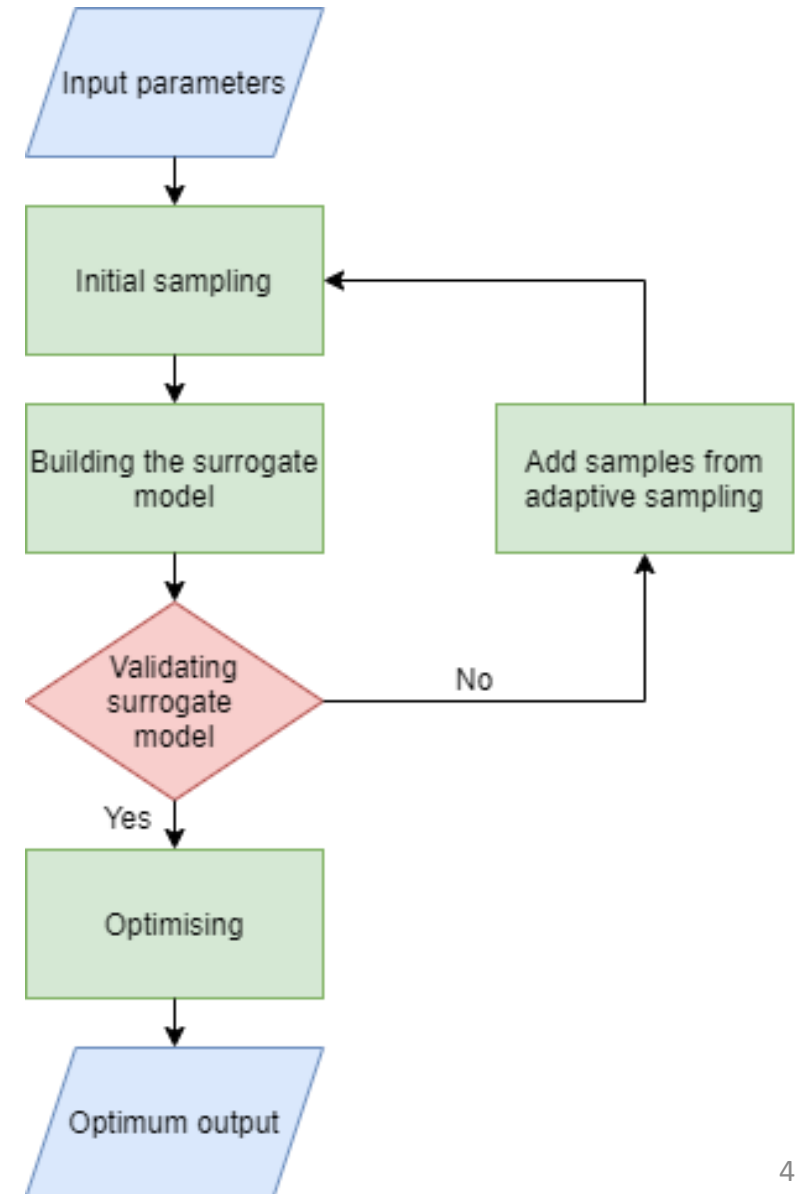 Input parameters
Initial sampling
Building the surrogate
model
Add samples from
adaptive sampling
Validating
surrogate
model
No
Yes
Optimising
Optimum output
4